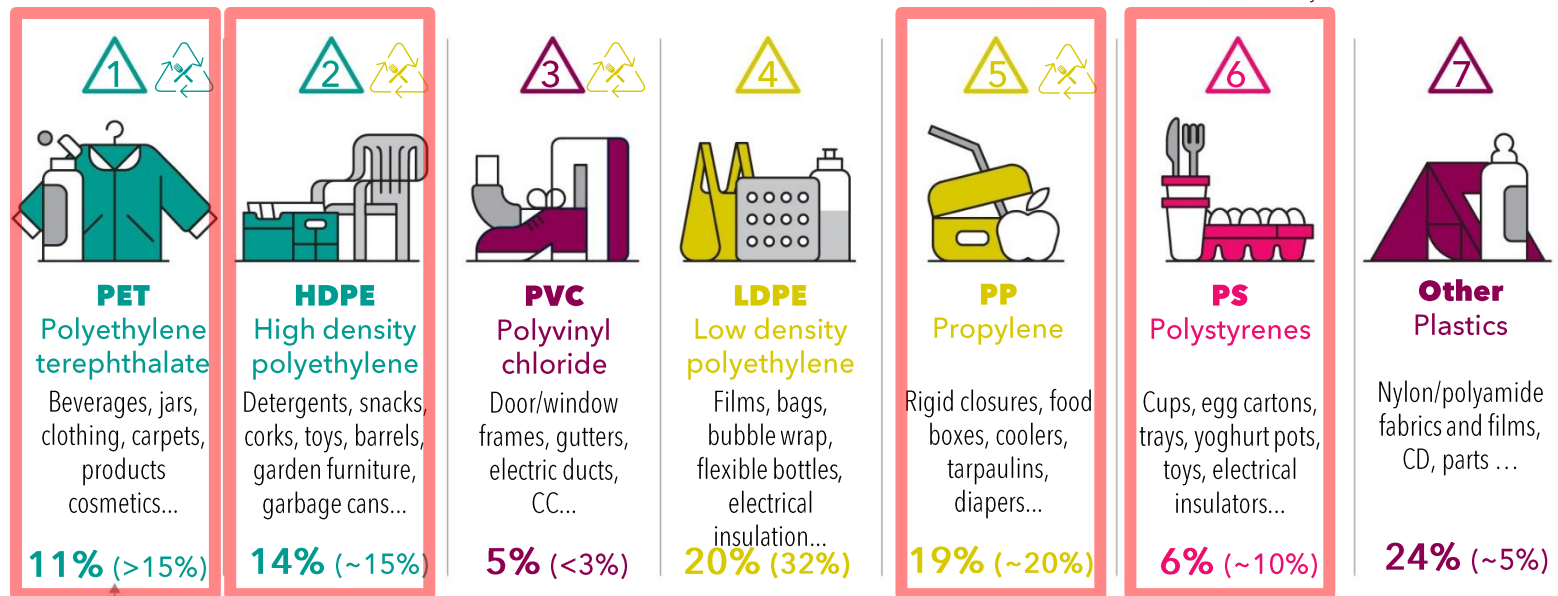 1
PET
Polyethylene
terephthalate
Beverages, jars,
clothing, carpets,
products
cosmetics...
11% (>15%)
2
HDPE
High density
polyethylene
Detergents, snacks,
corks, toys, barrels,
garden furniture,
garbage cans...
14% (~15%)
3
PVC
Polyvinyl
chloride
Door/window
frames, gutters,
electric ducts,
CC...
5% (<3%)
4
LDPE
Low density
polyethylene
Films, bags,
bubble wrap,
flexible bottles,
electrical
insulation...
20% (32%)
5
PP
Propylene
Rigid closures, food
boxes, coolers,
tarpaulins,
diapers...
19% (~20%)
6
PS
Polystyrenes
Cups, egg cartons,
trays, yoghurt pots,
toys, electrical
insulators...
6% (~10%)
7
Other
Plastics
Nylon/polyamide
fabrics and films,
CD, parts ...
24% (~5%)